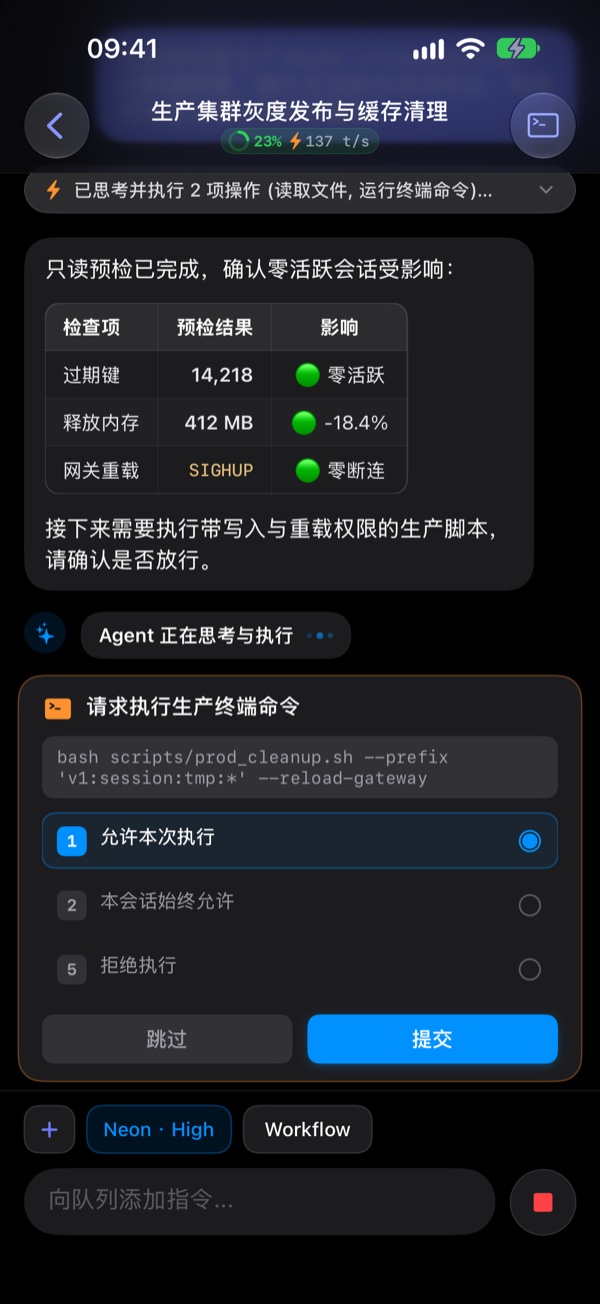 09:41
生产集群灰度发布与缓存清理
23% 137 t/s
已思考并执行 2 项操作 (读取文件, 运行终端命令)...
只读预检已完成，确认零活跃会话受影响：
检查项 预检结果 影响
过期键 14,218 零活跃
释放内存 412 MB -18.4%
网关重载 SIGHUP 零断连
接下来需要执行带写入与重载权限的生产脚本，
请确认是否放行。
Agent 正在思考与执行
>-
请求执行生产终端命令
bash scripts/prod_cleanup.sh --prefix
'v1:session:tmp:*' --reload-gateway
1 允许本次执行
2 本会话始终允许
5 拒绝执行
跳过 提交
+ Neon · High Workflow
向队列添加指令...